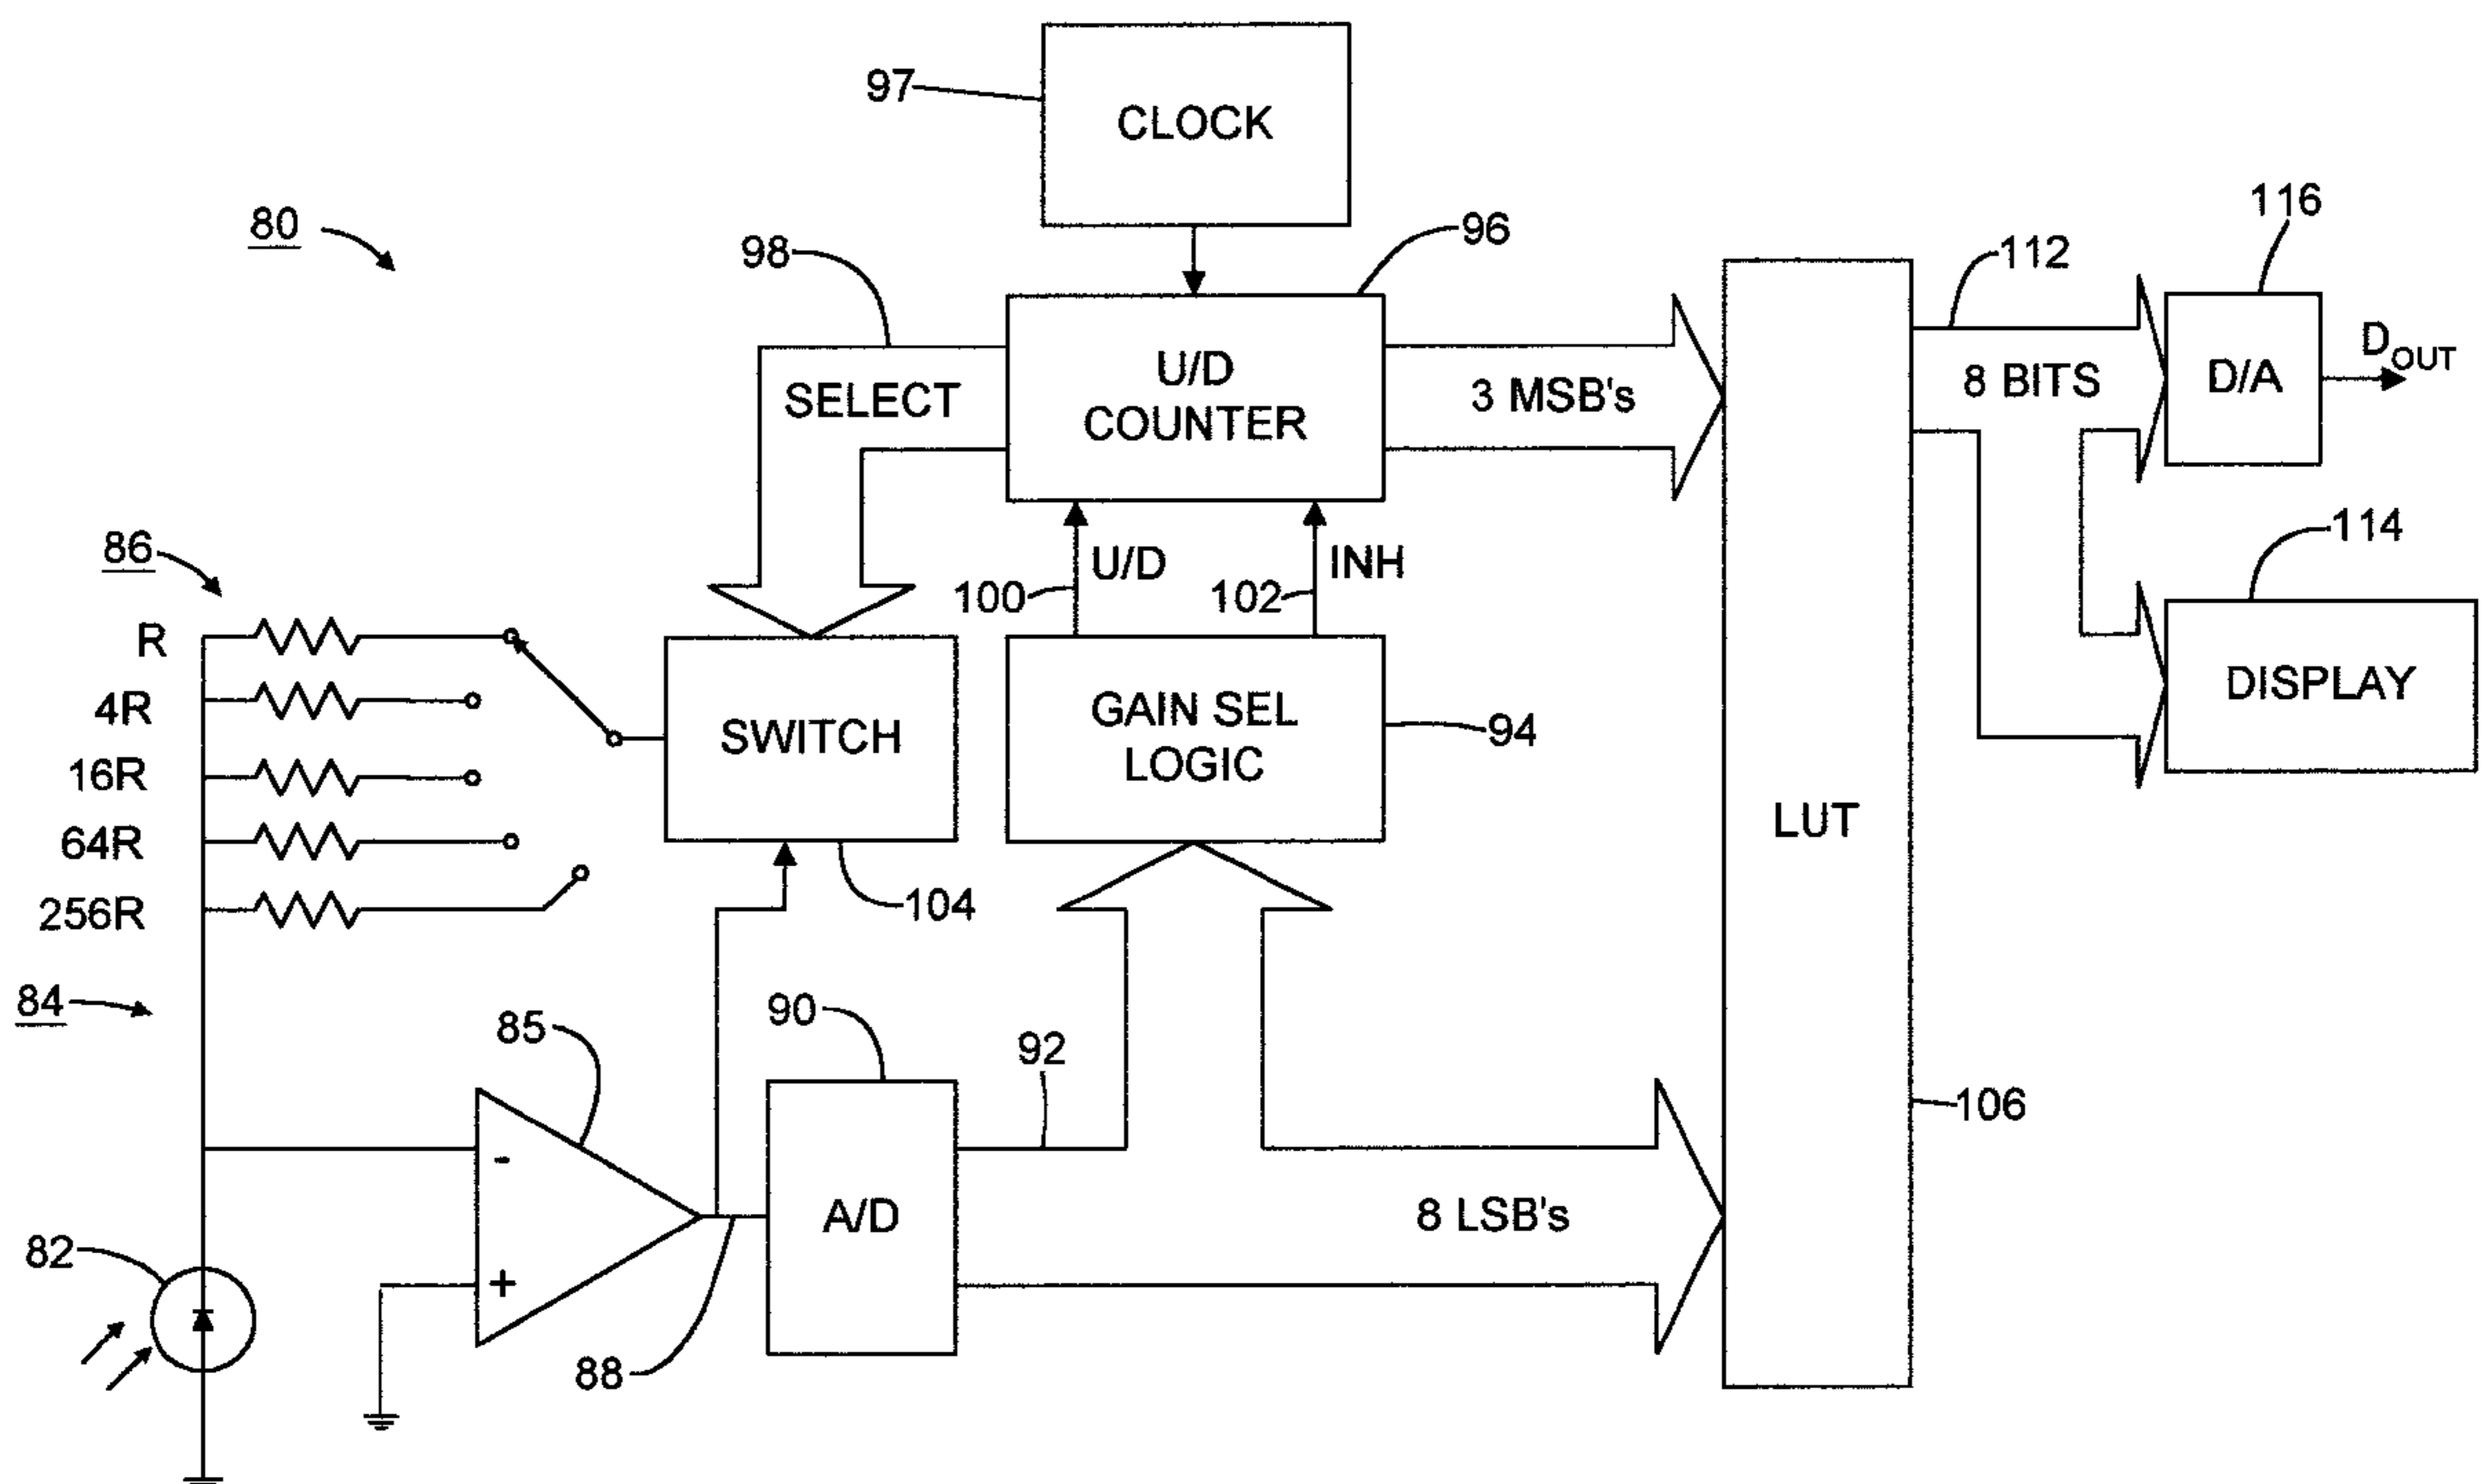 97
CLOCK
80
98
96
116
112
SELECT
U/D
COUNTER
3 MSB's
8 BITS
D/A
DOUT
86
U/D
INH
100
102
114
R
4R
16R
64R
256R
SWITCH
GAIN SEL
LOGIC
94
DISPLAY
LUT
104
84
85
90
92
106
-
+
A/D
8 LSB's
82
88